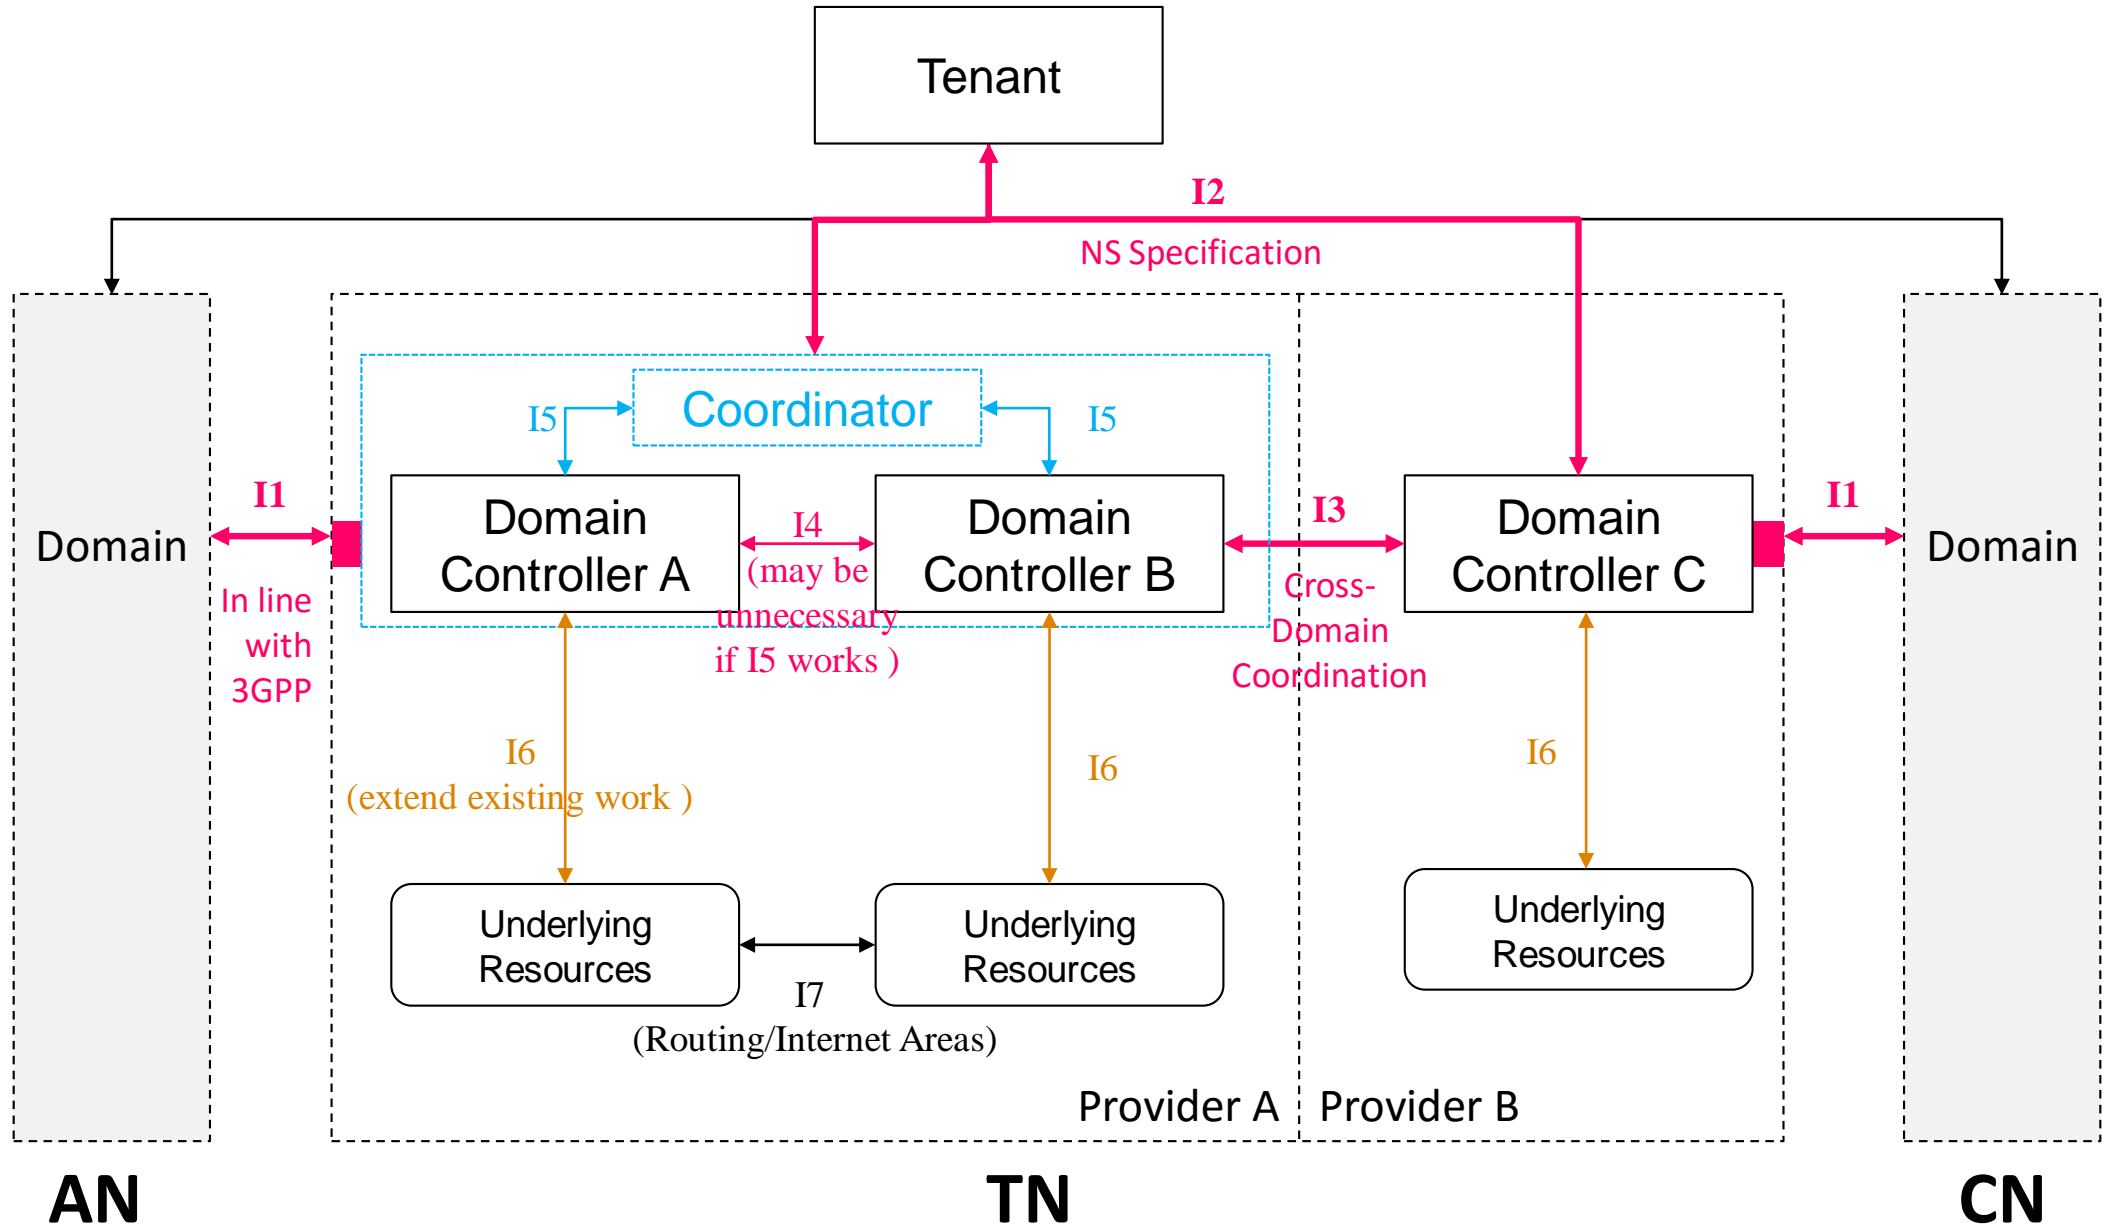 Tenant
I2
NS Specification
Coordinator
I5
I5
Domain
Controller A
I4
(may be
unnecessary
if I5 works )
Domain
Controller B
I3
Cross-
Domain
Coordination
Domain
Controller C
I1
I1
Domain
Domain
In line
with
3GPP
I6
(extend existing work )
I6
I6
Underlying
Resources
Underlying
Resources
Underlying
Resources
I7
(Routing/Internet Areas)
Provider A
Provider B
AN
TN
CN